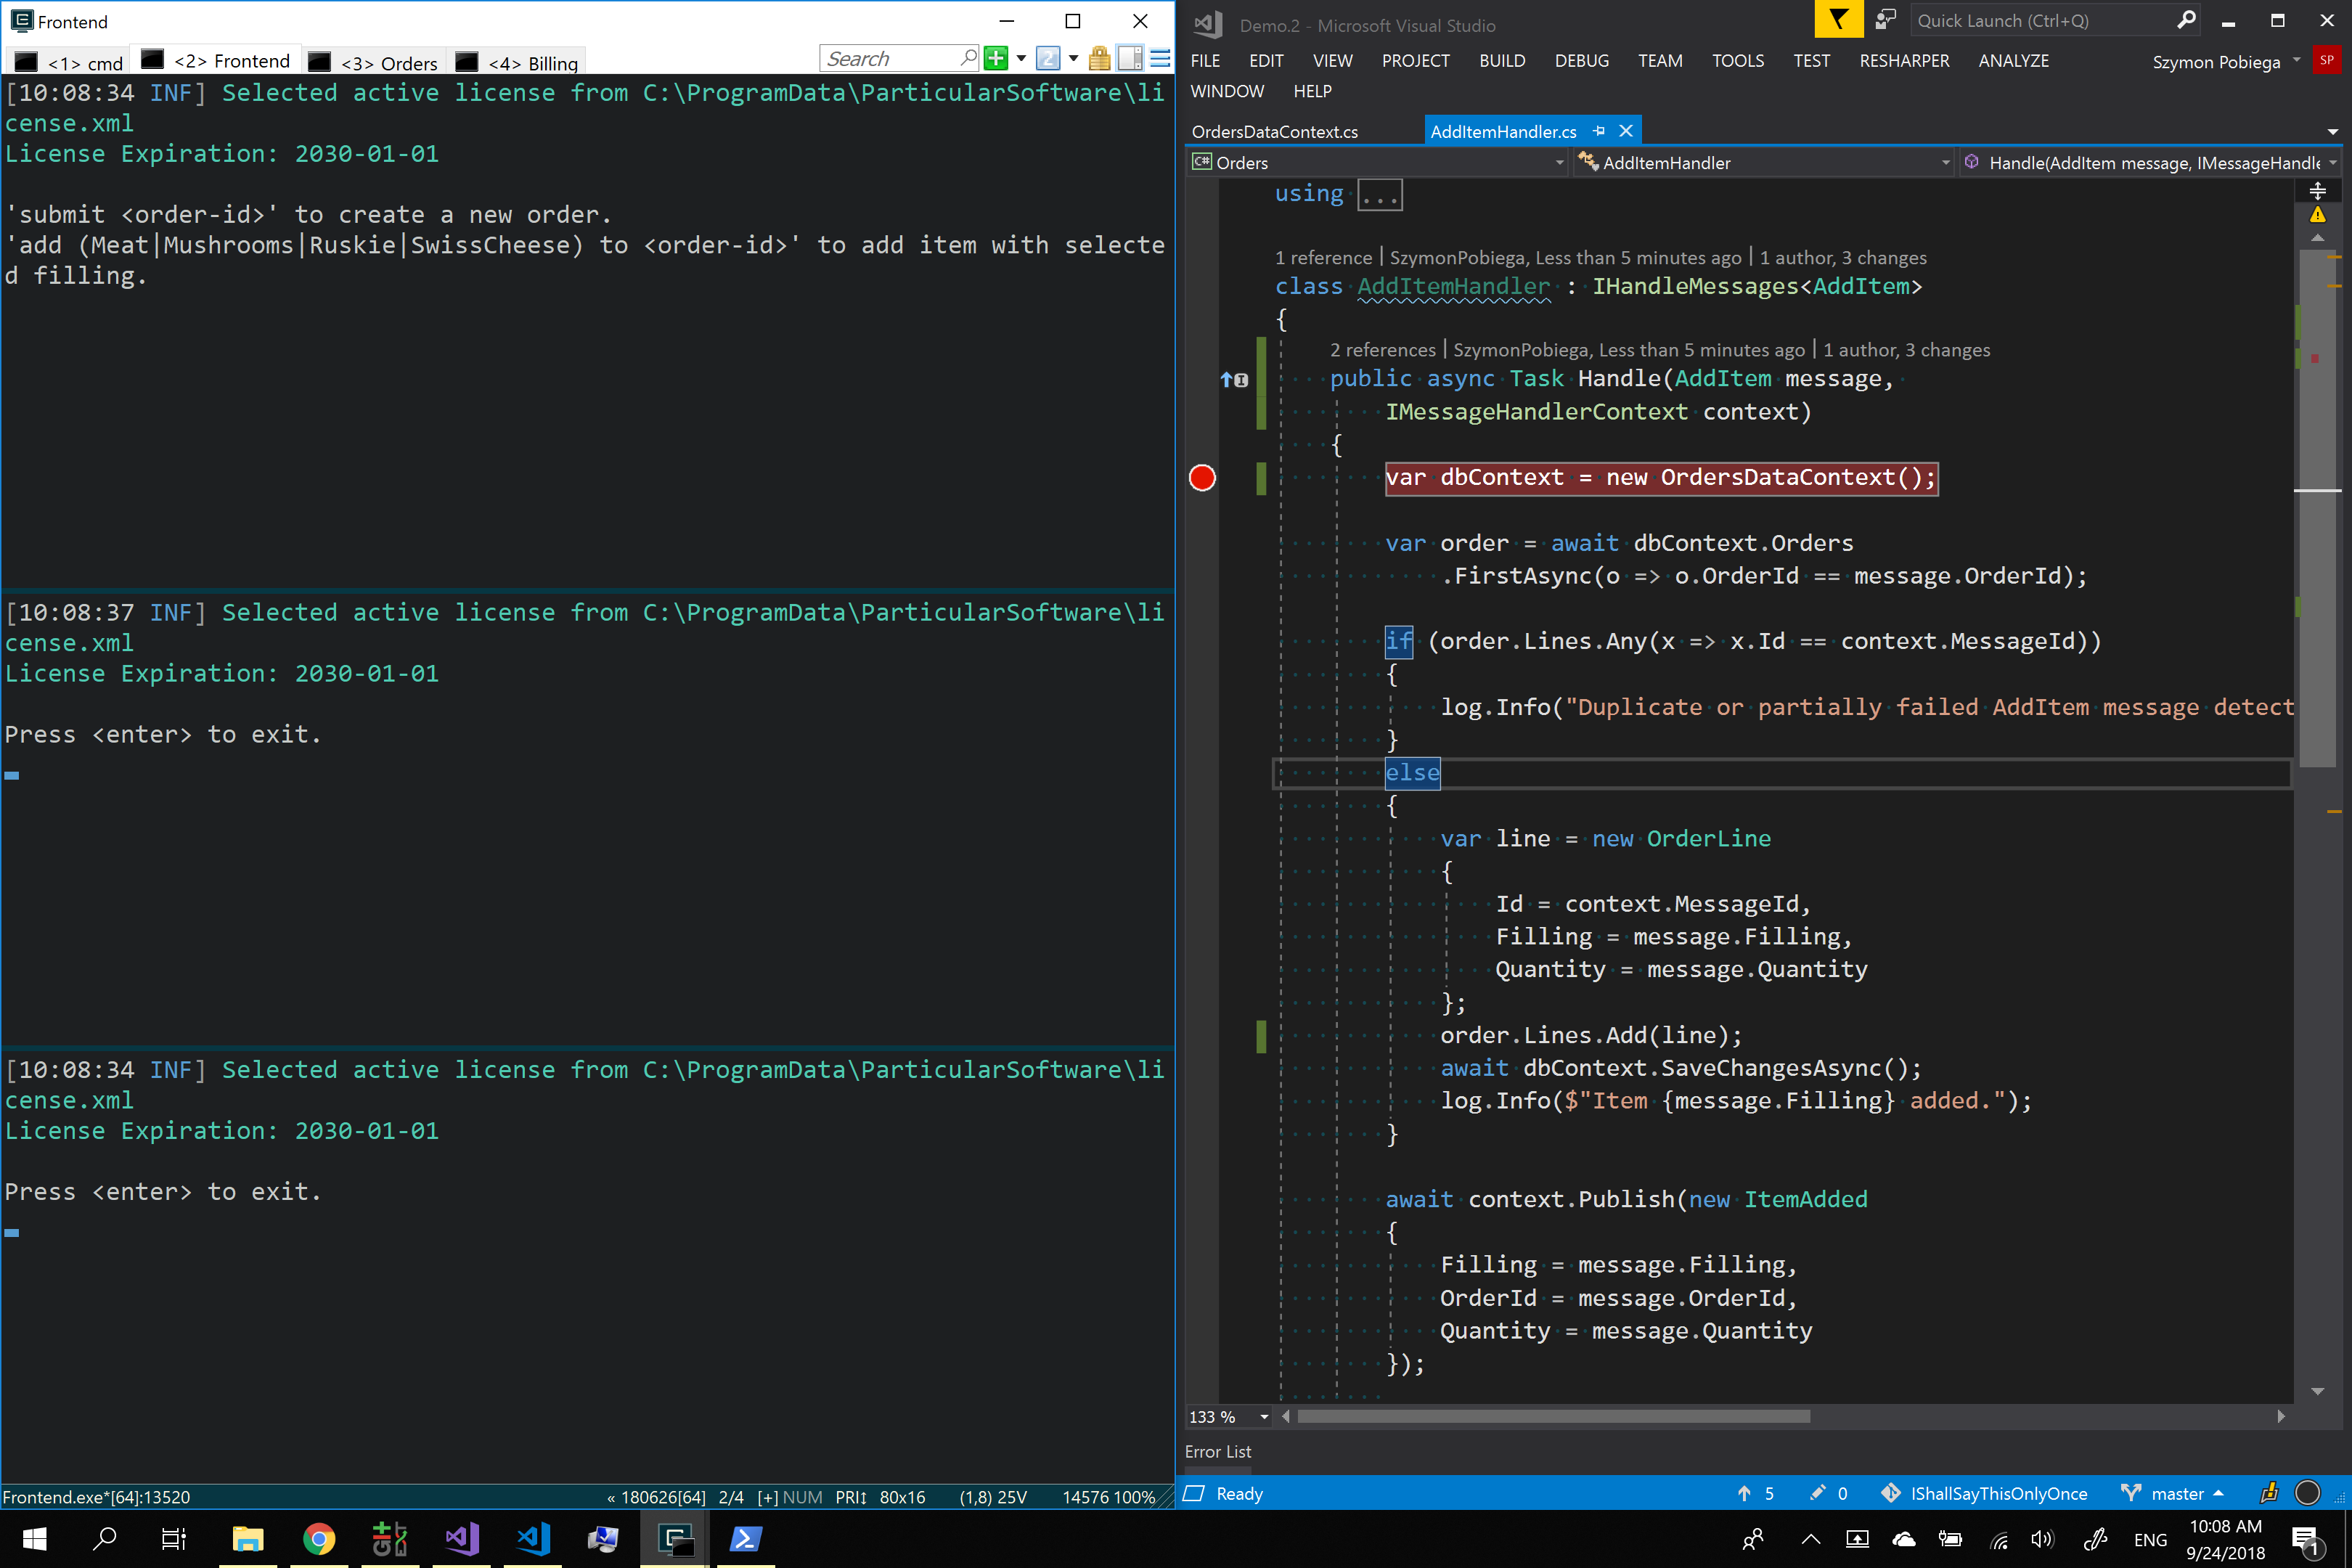 Frontend
<1> cmd
<2> Frontend
<3> Orders
<4> Billing
Search
2
[10:08:34 INF] Selected active license from C:\ProgramData\ParticularSoftware\li
cense.xml
License Expiration: 2030-01-01
'submit <order-id>' to create a new order.
'add (Meat|Mushrooms|Ruskie|SwissCheese) to <order-id>' to add item with selecte
d filling.
[10:08:37 INF] Selected active license from C:\ProgramData\ParticularSoftware\li
cense.xml
License Expiration: 2030-01-01
Press <enter> to exit.
[10:08:34 INF] Selected active license from C:\ProgramData\ParticularSoftware\li
cense.xml
License Expiration: 2030-01-01
Press <enter> to exit.
Frontend.exe*[64]:13520
« 180626[64] 2/4 [+] NUM PRI↕ 80x16 (1,8) 25V 14576 100%
Demo.2 - Microsoft Visual Studio
Quick Launch (Ctrl+Q)
FILE EDIT VIEW PROJECT BUILD DEBUG TEAM TOOLS TEST RESHARPER ANALYZE
Szymon Pobiega SP
WINDOW HELP
OrdersDataContext.cs
AddItemHandler.cs
C# Orders
AddItemHandler
Handle(AddItem message, IMessageHandle
using ...
1 reference | SzymonPobiega, Less than 5 minutes ago | 1 author, 3 changes
class AddItemHandler : IHandleMessages<AddItem>
{
2 references | SzymonPobiega, Less than 5 minutes ago | 1 author, 3 changes
public async Task Handle(AddItem message,
IMessageHandlerContext context)
{
var dbContext = new OrdersDataContext();
var order = await dbContext.Orders
.FirstAsync(o => o.OrderId == message.OrderId);
if (order.Lines.Any(x => x.Id == context.MessageId))
{
log.Info("Duplicate or partially failed AddItem message detect
}
else
{
var line = new OrderLine
{
Id = context.MessageId,
Filling = message.Filling,
Quantity = message.Quantity
};
order.Lines.Add(line);
await dbContext.SaveChangesAsync();
log.Info($"Item {message.Filling} added.");
}
await context.Publish(new ItemAdded
{
Filling = message.Filling,
OrderId = message.OrderId,
Quantity = message.Quantity
});
133 %
Error List
Ready
5
0
IShallSayThisOnlyOnce
master
ENG
10:08 AM
9/24/2018
1